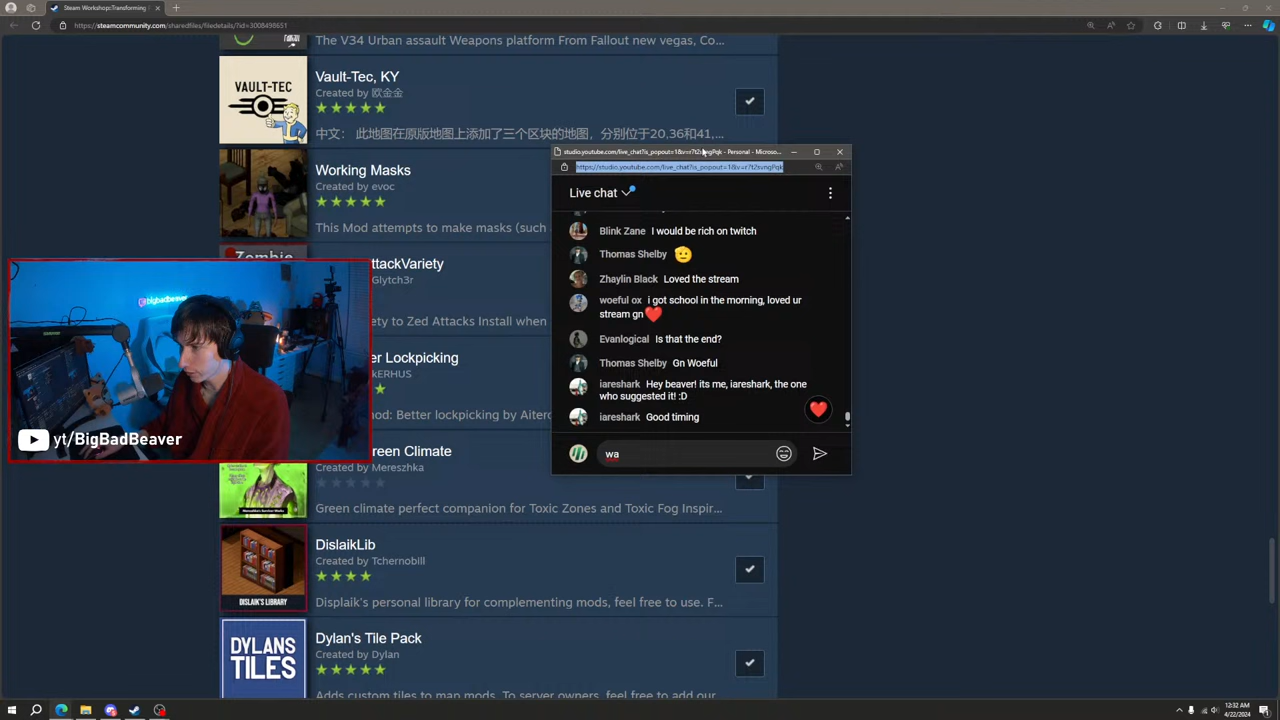 Steam Workshop::Transforming
https://steamcommunity.com/sharedfiles/filedetails/?id=3008498651
The V34 Urban assault Weapons platform From Fallout new vegas, Co...
VAULT-TEC
Vault-Tec, KY
Created by 欧金金
中文： 此地图在原版地图上添加了三个区块的地图，分别位于20,36和41,...
Working Masks
Created by evoc
This Mod attempts to make masks (such
Zombie
ttackVariety
Glytch3r
ety to Zed Attacks Install when
er Lockpicking
kERHUS
nod: Better lockpicking by Altero
reen Climate
Mereshka
Green climate perfect companion for Toxic Zones and Toxic Fog Inspir...
DislaikLib
Created by Tchernobill
Displaik's personal library for complementing mods, feel free to use. F...
DISLAIK'S LIBRARY
DYLANS
TILES
Dylan's Tile Pack
Created by Dylan
Adds custom tiles to map mods. To server owners, feel free to add our...
bigbadbeaver
yt/BigBadBeaver
Live chat
Blink Zane I would be rich on twitch
Thomas Shelby
Zhaylin Black Loved the stream
woeful ox i got school in the morning, loved ur
stream gn
Evanlogical Is that the end?
Thomas Shelby Gn Woeful
iareshark Hey beaver! its me, iareshark, the one
who suggested it! :D
iareshark Good timing
wa
12:32 AM
4/22/2024